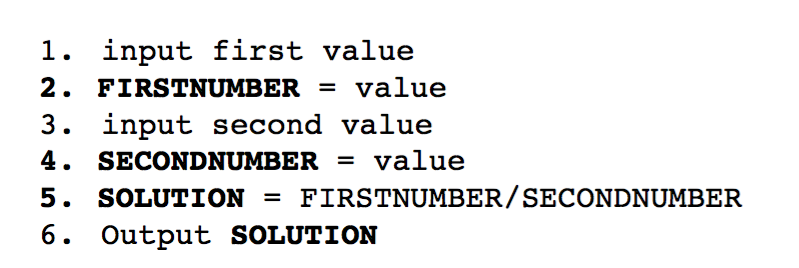 1. input first value
2. FIRSTNUMBER = value
3. input second value
4. SECONDNUMBER = value
5. SOLUTION = FIRSTNUMBER/SECONDNUMBER
6. Output SOLUTION